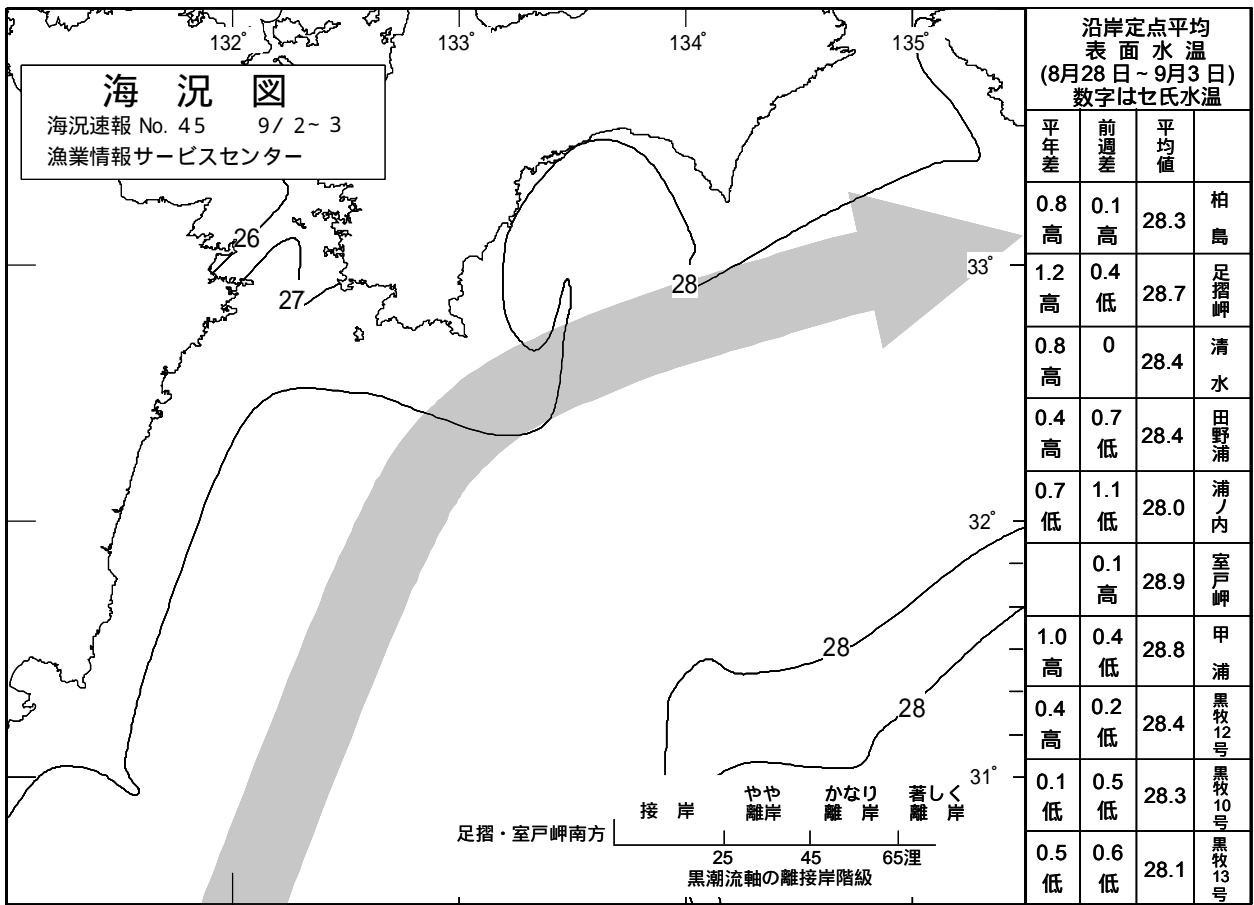 132°
133°
134°
135°
海 況 図
海況速報 No. 45 9/ 2~ 3
漁業情報サービスセンター
26
27
28
33°
32°
28
28
31°
接 岸
やや
離岸
かなり
離 岸
著しく
離 岸
足摺・室戸岬南方
25 45 65浬
黒潮流軸の離接岸階級
沿岸定点平均
表 面 水 温
(8月28日~9月3日)
数字はセ氏水温
平年差 前週差 平均値
0.8高 0.1高 28.3 柏島
1.2高 0.4低 28.7 足摺岬
0.8高 0 28.4 清水
0.4高 0.7低 28.4 田野浦
0.7低 1.1低 28.0 浦ノ内
0.1高 28.9 室戸岬
1.0高 0.4低 28.8 甲浦
0.4高 0.2低 28.4 黒牧12号
0.1低 0.5低 28.3 黒牧10号
0.5低 0.6低 28.1 黒牧13号